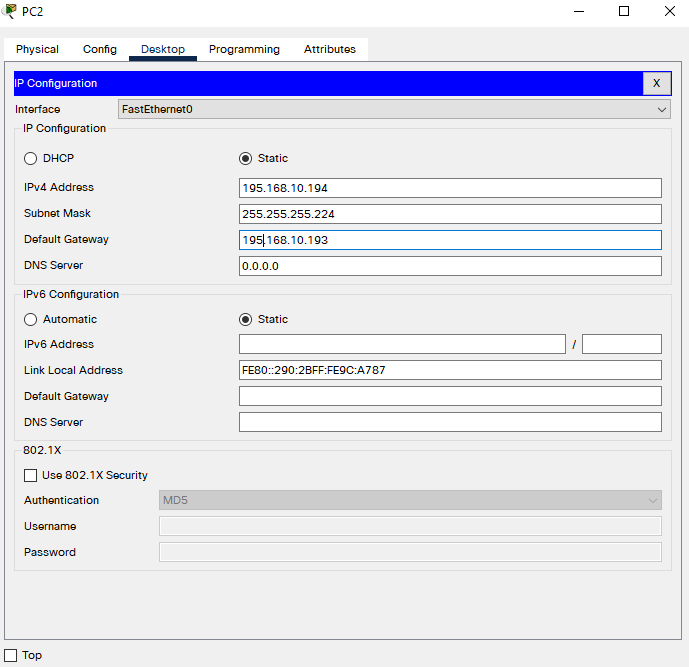 PC2
Physical Config Desktop Programming Attributes
IP Configuration X
Interface FastEthernet0
IP Configuration
DHCP Static
IPv4 Address 195.168.10.194
Subnet Mask 255.255.255.224
Default Gateway 195.168.10.193
DNS Server 0.0.0.0
IPv6 Configuration
Automatic Static
IPv6 Address /
Link Local Address FE80::290:2BFF:FE9C:A787
Default Gateway
DNS Server
802.1X
Use 802.1X Security
Authentication MD5
Username
Password
Top